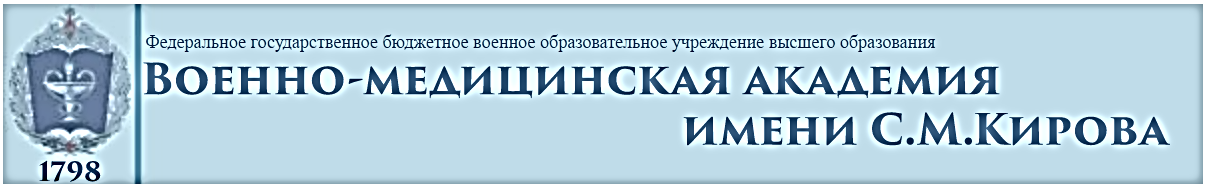 Федеральное государственное бюджетное военное образовательное учреждение высшего образования
Военно-медицинская академия
имени С.М.Кирова
1798